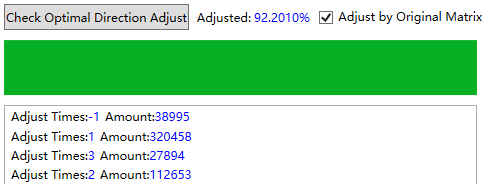 Check Optimal Direction Adjust Adjusted: 92.2010% Adjust by Original Matrix
Adjust Times:-1 Amount:38995
Adjust Times:1 Amount:320458
Adjust Times:3 Amount:27894
Adjust Times:2 Amount:112653